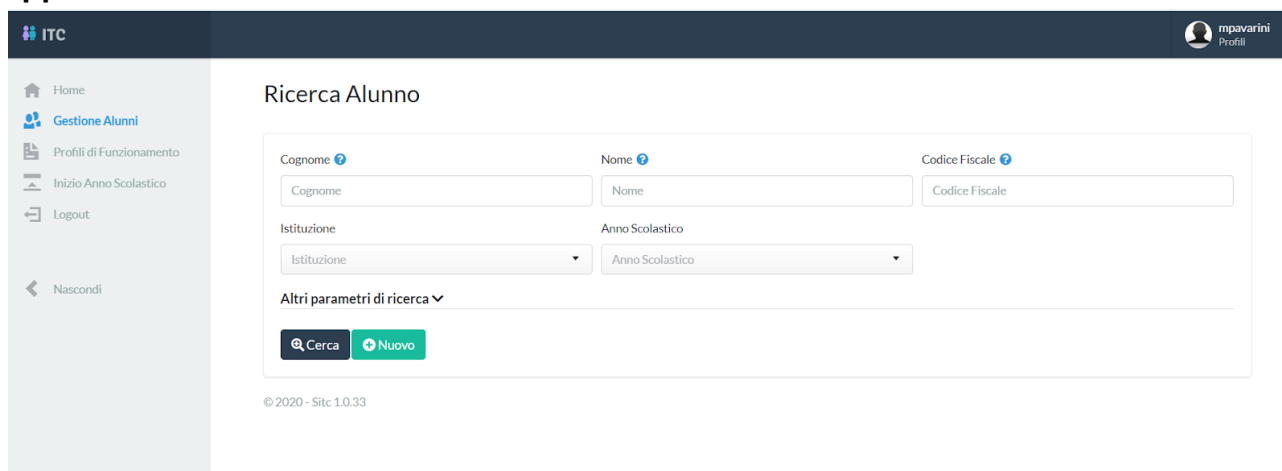 ITC
mpavarini
Profili
Home
Gestione Alunni
Profili di Funzionamento
Inizio Anno Scolastico
Logout
Nascondi
Ricerca Alunno
Cognome Nome Codice Fiscale
Cognome Nome Codice Fiscale
Istituzione Anno Scolastico
Istituzione Anno Scolastico
Altri parametri di ricerca
Cerca Nuovo
© 2020 - Sitc 1.0.33